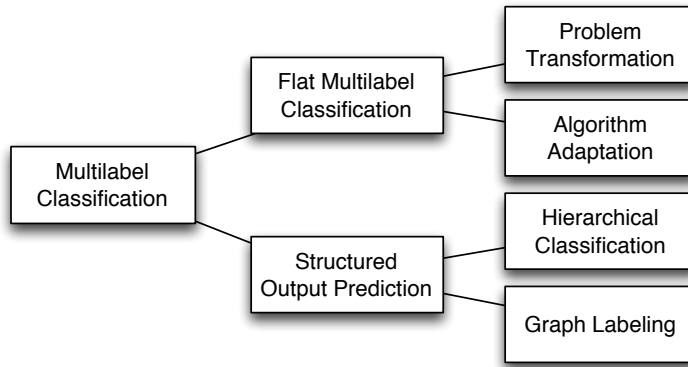 Multilabel
Classification
Flat Multilabel
Classification
Structured
Output Prediction
Problem
Transformation
Algorithm
Adaptation
Hierarchical
Classification
Graph Labeling